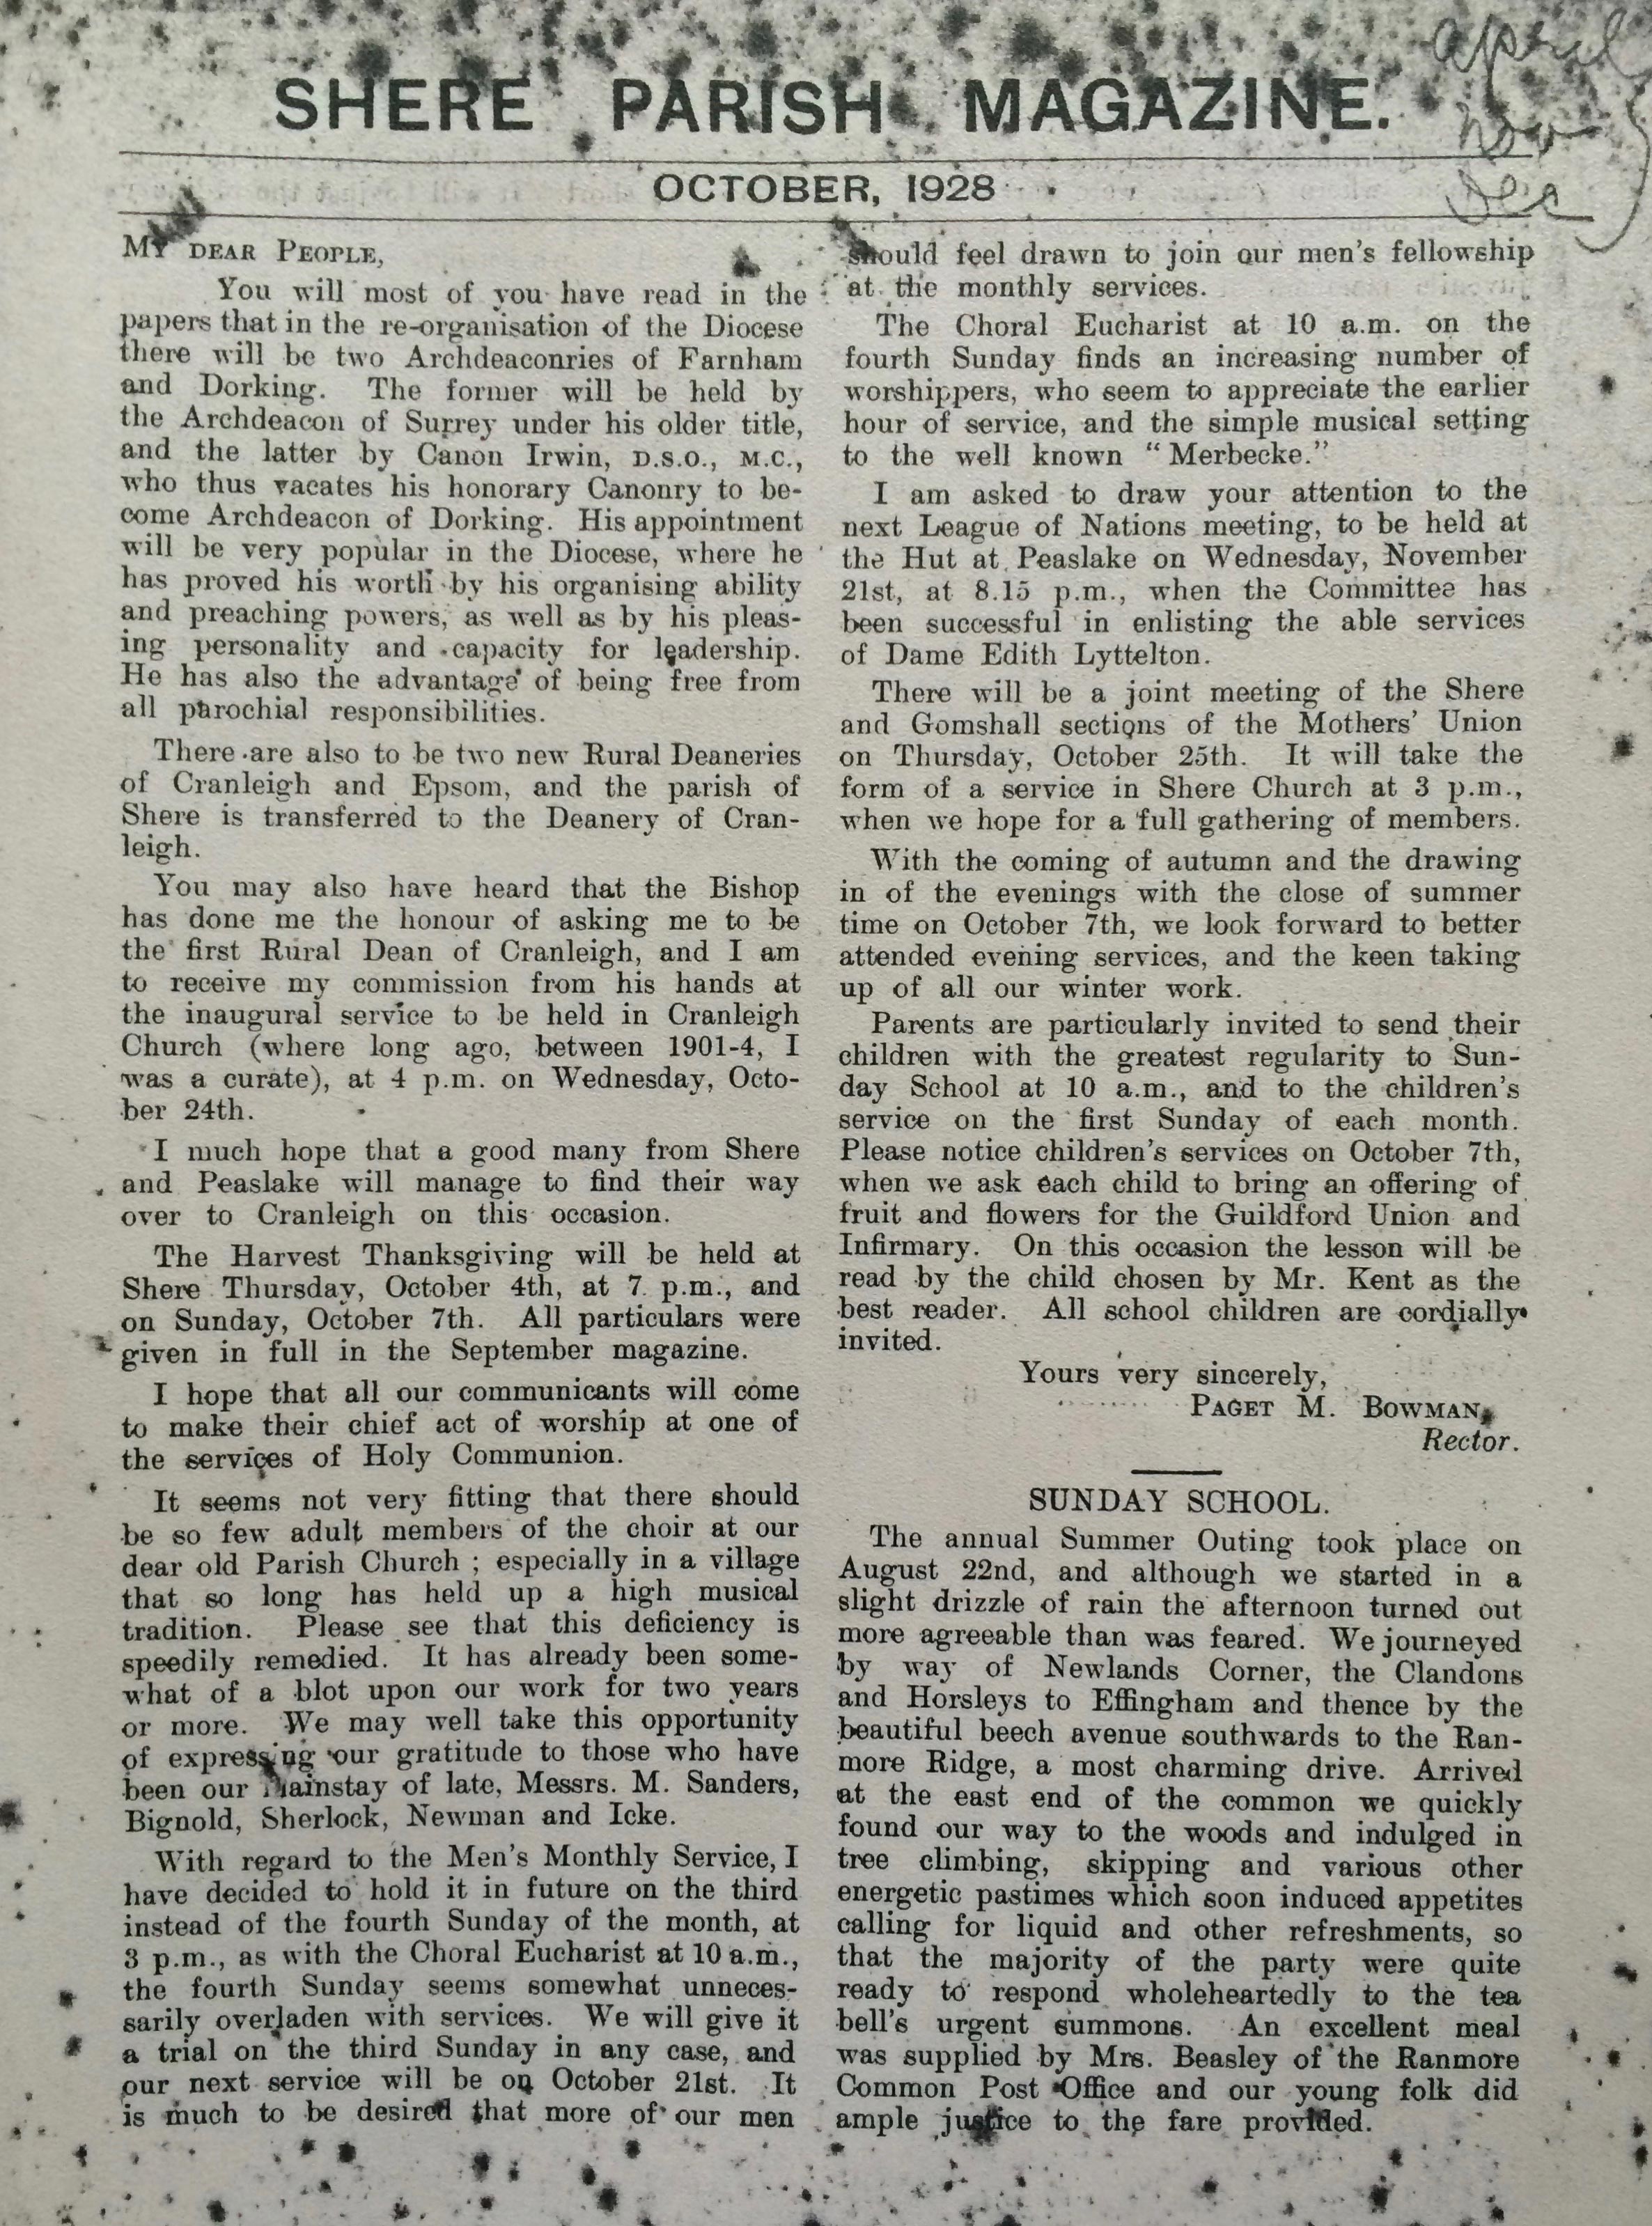 SHERE PARISH MAGAZINE.
OCTOBER, 1928
april
Nov
Dec
MY DEAR PEOPLE,
You will most of you have read in the
papers that in the re-organisation of the Diocese
there will be two Archdeaconries of Farnham
and Dorking. The former will be held by
the Archdeacon of Surrey under his older title,
and the latter by Canon Irwin, D.S.O., M.C.,
who thus vacates his honorary Canonry to be-
come Archdeacon of Dorking. His appointment
will be very popular in the Diocese, where he
has proved his worth by his organising ability
and preaching powers, as well as by his pleas-
ing personality and capacity for leadership.
He has also the advantage of being free from
all parochial responsibilities.
There are also to be two new Rural Deaneries
of Cranleigh and Epsom, and the parish of
Shere is transferred to the Deanery of Cran-
leigh.
You may also have heard that the Bishop
has done me the honour of asking me to be
the first Rural Dean of Cranleigh, and I am
to receive my commission from his hands at
the inaugural service to be held in Cranleigh
Church (where long ago, between 1901-4, I
was a curate), at 4 p.m. on Wednesday, Octo-
ber 24th.
I much hope that a good many from Shere
and Peaslake will manage to find their way
over to Cranleigh on this occasion.
The Harvest Thanksgiving will be held at
Shere Thursday, October 4th, at 7 p.m., and
on Sunday, October 7th. All particulars were
given in full in the September magazine.
I hope that all our communicants will come
to make their chief act of worship at one of
the services of Holy Communion.
It seems not very fitting that there should
be so few adult members of the choir at our
dear old Parish Church ; especially in a village
that so long has held up a high musical
tradition. Please see that this deficiency is
speedily remedied. It has already been some-
what of a blot upon our work for two years
or more. We may well take this opportunity
of expressing our gratitude to those who have
been our mainstay of late, Messrs. M. Sanders,
Bignold, Sherlock, Newman and Icke.
With regard to the Men's Monthly Service, I
have decided to hold it in future on the third
instead of the fourth Sunday of the month, at
3 p.m., as with the Choral Eucharist at 10 a.m.,
the fourth Sunday seems somewhat unneces-
sarily overladen with services. We will give it
a trial on the third Sunday in any case, and
our next service will be on October 21st. It
is much to be desired that more of our men
should feel drawn to join our men's fellowship
at the monthly services.
The Choral Eucharist at 10 a.m. on the
fourth Sunday finds an increasing number of
worshippers, who seem to appreciate the earlier
hour of service, and the simple musical setting
to the well known "Merbecke."
I am asked to draw your attention to the
next League of Nations meeting, to be held at
the Hut at Peaslake on Wednesday, November
21st, at 8.15 p.m., when the Committee has
been successful in enlisting the able services
of Dame Edith Lyttelton.
There will be a joint meeting of the Shere
and Gomshall sections of the Mothers' Union
on Thursday, October 25th. It will take the
form of a service in Shere Church at 3 p.m.,
when we hope for a full gathering of members.
With the coming of autumn and the drawing
in of the evenings with the close of summer
time on October 7th, we look forward to better
attended evening services, and the keen taking
up of all our winter work.
Parents are particularly invited to send their
children with the greatest regularity to Sun-
day School at 10 a.m., and to the children's
service on the first Sunday of each month.
Please notice children's services on October 7th,
when we ask each child to bring an offering of
fruit and flowers for the Guildford Union and
Infirmary. On this occasion the lesson will be
read by the child chosen by Mr. Kent as the
best reader. All school children are cordially
invited.
Yours very sincerely,
PAGET M. BOWMAN,
Rector.
SUNDAY SCHOOL.
The annual Summer Outing took place on
August 22nd, and although we started in a
slight drizzle of rain the afternoon turned out
more agreeable than was feared. We journeyed
by way of Newlands Corner, the Clandons
and Horsleys to Effingham and thence by the
beautiful beech avenue southwards to the Ran-
more Ridge, a most charming drive. Arrived
at the east end of the common we quickly
found our way to the woods and indulged in
tree climbing, skipping and various other
energetic pastimes which soon induced appetites
calling for liquid and other refreshments, so
that the majority of the party were quite
ready to respond wholeheartedly to the tea
bell's urgent summons. An excellent meal
was supplied by Mrs. Beasley of the Ranmore
Common Post Office and our young folk did
ample justice to the fare provided.